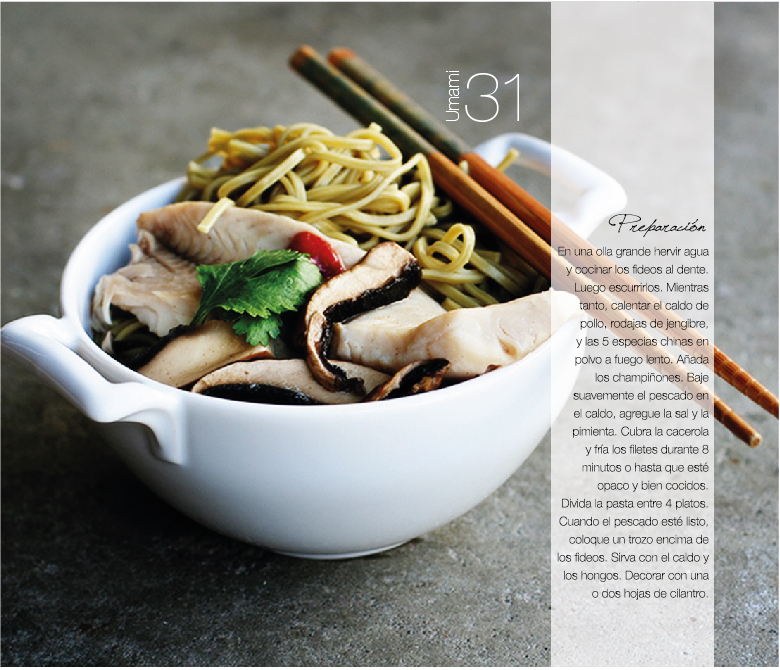 Umami
31
Preparación
En una olla grande hervir agua
y cocinar los fideos al dente.
Luego escurrirlos. Mientras
tanto, calentar el caldo de
pollo, rodajas de jengibre,
y las 5 especias chinas en
polvo a fuego lento. Añada
los champiñones. Baje
suavemente el pescado en
el caldo, agregue la sal y la
pimienta. Cubra la cacerola
y fría los filetes durante 8
minutos o hasta que esté
opaco y bien cocidos.
Divida la pasta entre 4 platos.
Cuando el pescado esté listo,
coloque un trozo encima de
los fideos. Sirva con el caldo y
los hongos. Decorar con una
o dos hojas de cilantro.